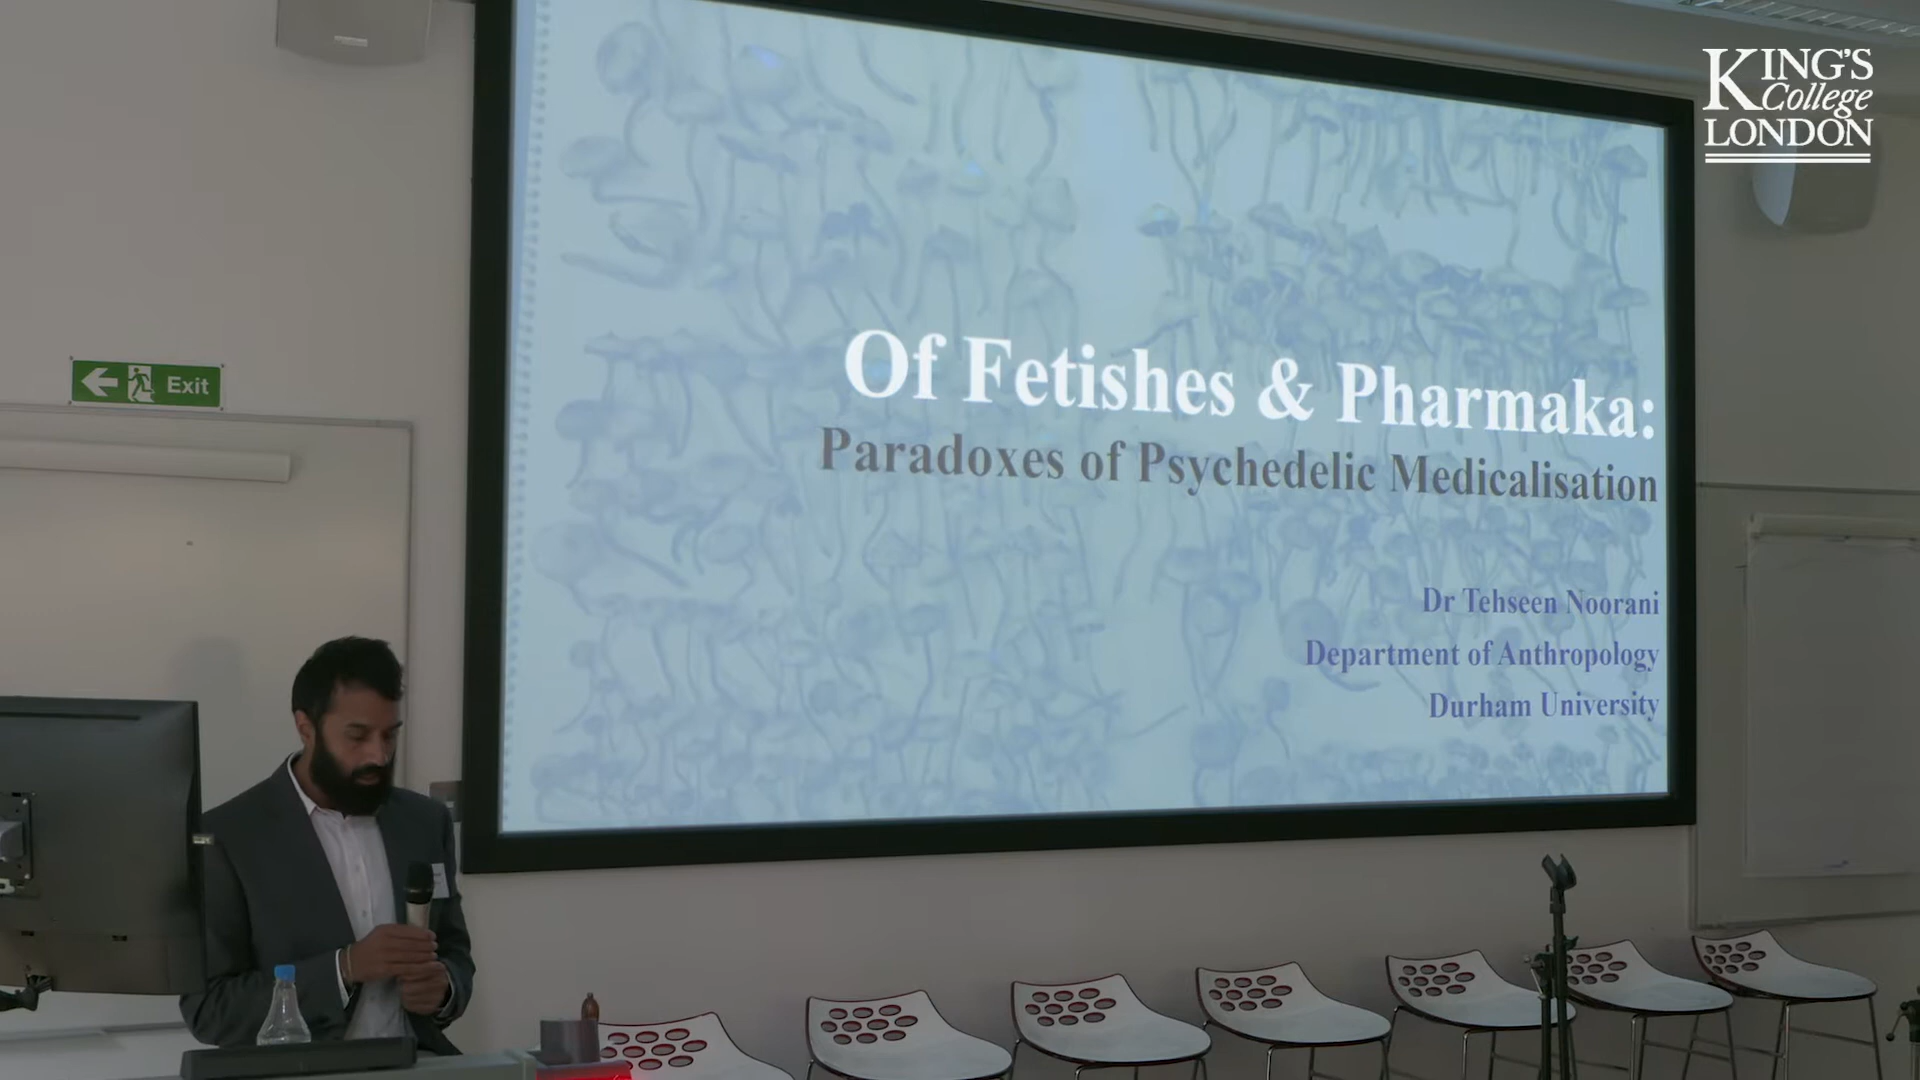 KING'S
College
LONDON
Exit
Of Fetishes & Pharmaka:
Paradoxes of Psychedelic Medicalisation
Dr Tehseen Noorani
Department of Anthropology
Durham University